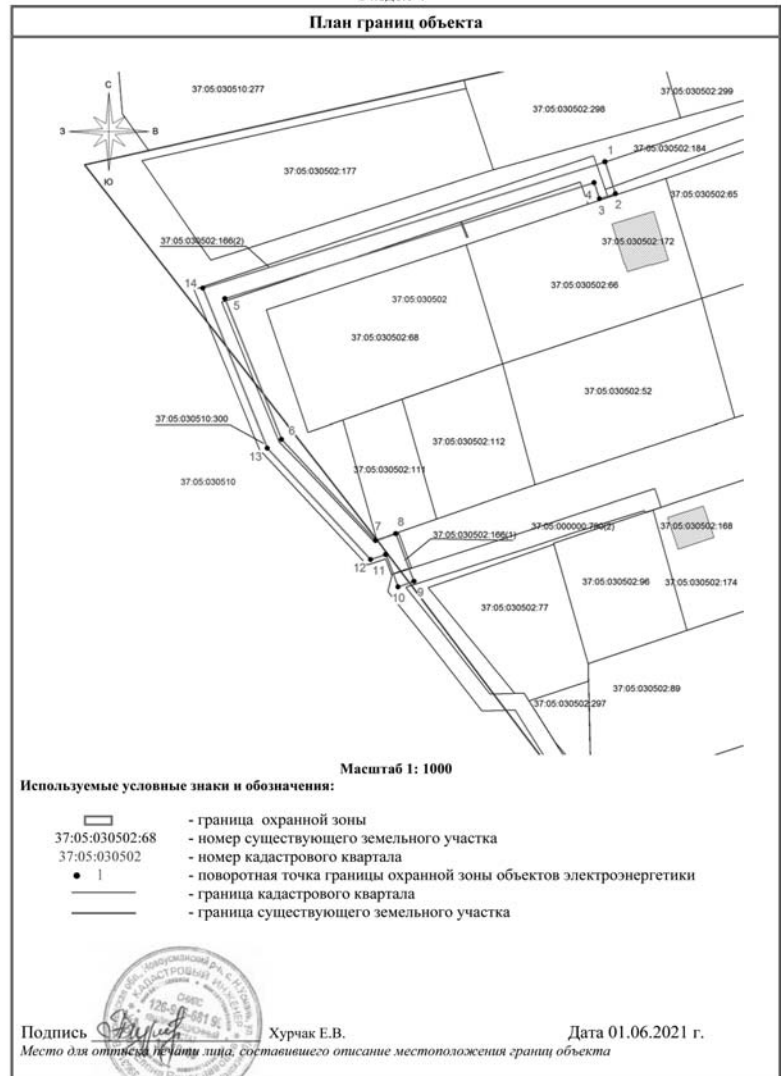 План границ объекта
С
З
В
Ю
37:05:030510:277
37:05:030502:299
37:05:030502:298
1
37:05:030502:184
37:05:030502:177
4
3
2
37:05:030502:65
37:05:030502:166(2)
37:05:030502:172
14
5
37:05:030502:66
37:05:030502
37:05:030502:68
37:05:030502:52
37:05:030510:300
6
13
37:05:030502:112
37:05:030502:111
37:05:030510
7
8
37:05:030502:166(1)
37:05:000000:780(2)
37:05:030502:168
12
11
10
9
37:05:030502:77
37:05:030502:96
37:05:030502:174
37:05:030502:89
37:05:030502:297
Масштаб 1: 1000
Используемые условные знаки и обозначения:
- граница охранной зоны
37:05:030502:68 - номер существующего земельного участка
37:05:030502 - номер кадастрового квартала
1 - поворотная точка границы охранной зоны объектов электроэнергетики
- граница кадастрового квартала
- граница существующего земельного участка
КАДАСТРОВЫЙ ИНЖЕНЕР
СНИЛС
Подпись Хурчак Е.В. Дата 01.06.2021 г.
Место для оттиска печати лица, составившего описание местоположения границ объекта